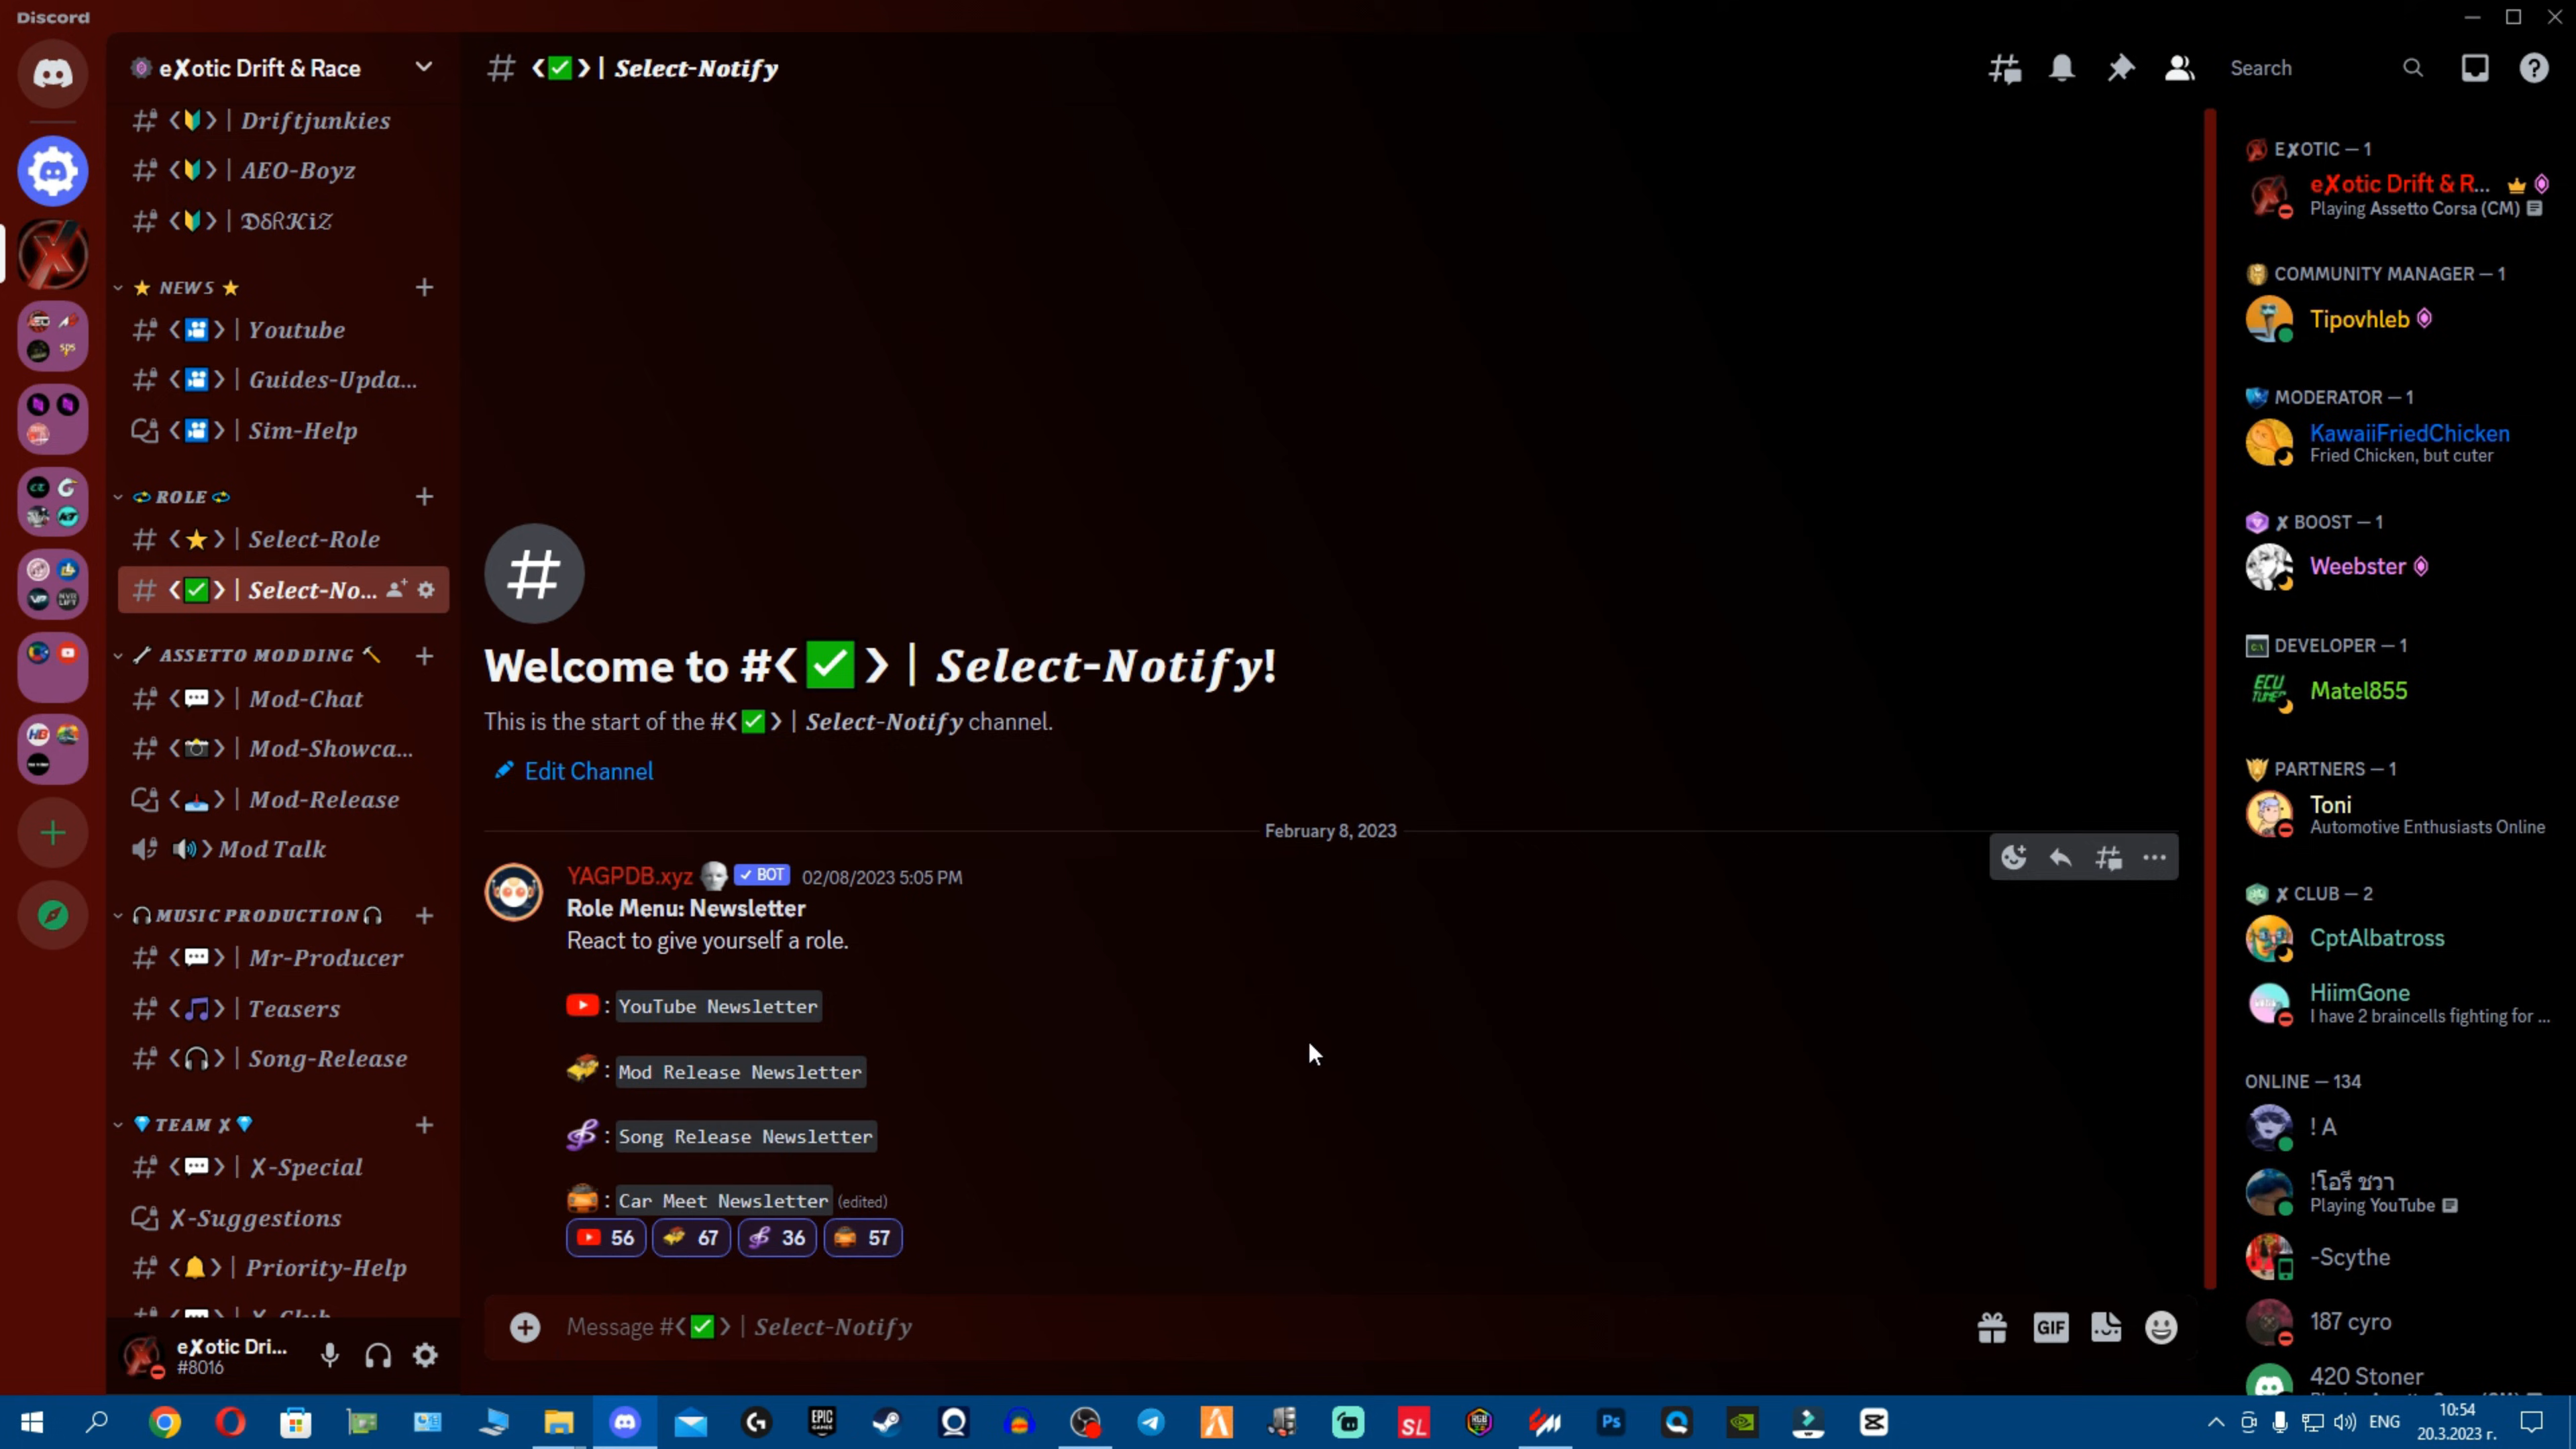 Discord
eXotic Drift & Race
< > | Driftjunkies
< > | AEO-Boyz
< > | 𝕯δRКiZ
NEWS
< > | Youtube
< > | Guides-Upda...
< > | Sim-Help
ROLE
< > | Select-Role
< > | Select-No...
ASSETTO MODDING
< > | Mod-Chat
< > | Mod-Showca...
< > | Mod-Release
> Mod Talk
MUSIC PRODUCTION
< > | Mr-Producer
< > | Teasers
< > | Song-Release
TEAM X
< > | X-Special
X-Suggestions
< > | Priority-Help
eXotic Dri...
#8016
# < > | Select-Notify
Search
Welcome to #< > | Select-Notify!
This is the start of the #< > | Select-Notify channel.
Edit Channel
February 8, 2023
YAGPDB.xyz ✓ BOT 02/08/2023 5:05 PM
Role Menu: Newsletter
React to give yourself a role.
: YouTube Newsletter
: Mod Release Newsletter
: Song Release Newsletter
: Car Meet Newsletter (edited)
56 67 36 57
Message #< > | Select-Notify
GIF
EXOTIC — 1
eXotic Drift & R...
Playing Assetto Corsa (CM)
COMMUNITY MANAGER — 1
Tipovhleb
MODERATOR — 1
KawaiiFriedChicken
Fried Chicken, but cuter
X BOOST — 1
Weebster
DEVELOPER — 1
Matel855
PARTNERS — 1
Toni
Automotive Enthusiasts Online
X CLUB — 2
CptAlbatross
HiimGone
I have 2 braincells fighting for ...
ONLINE — 134
! A
!โอรี ชวา
Playing YouTube
-Scythe
187 cyro
420 Stoner
ENG
10:54
20.3.2023 г.